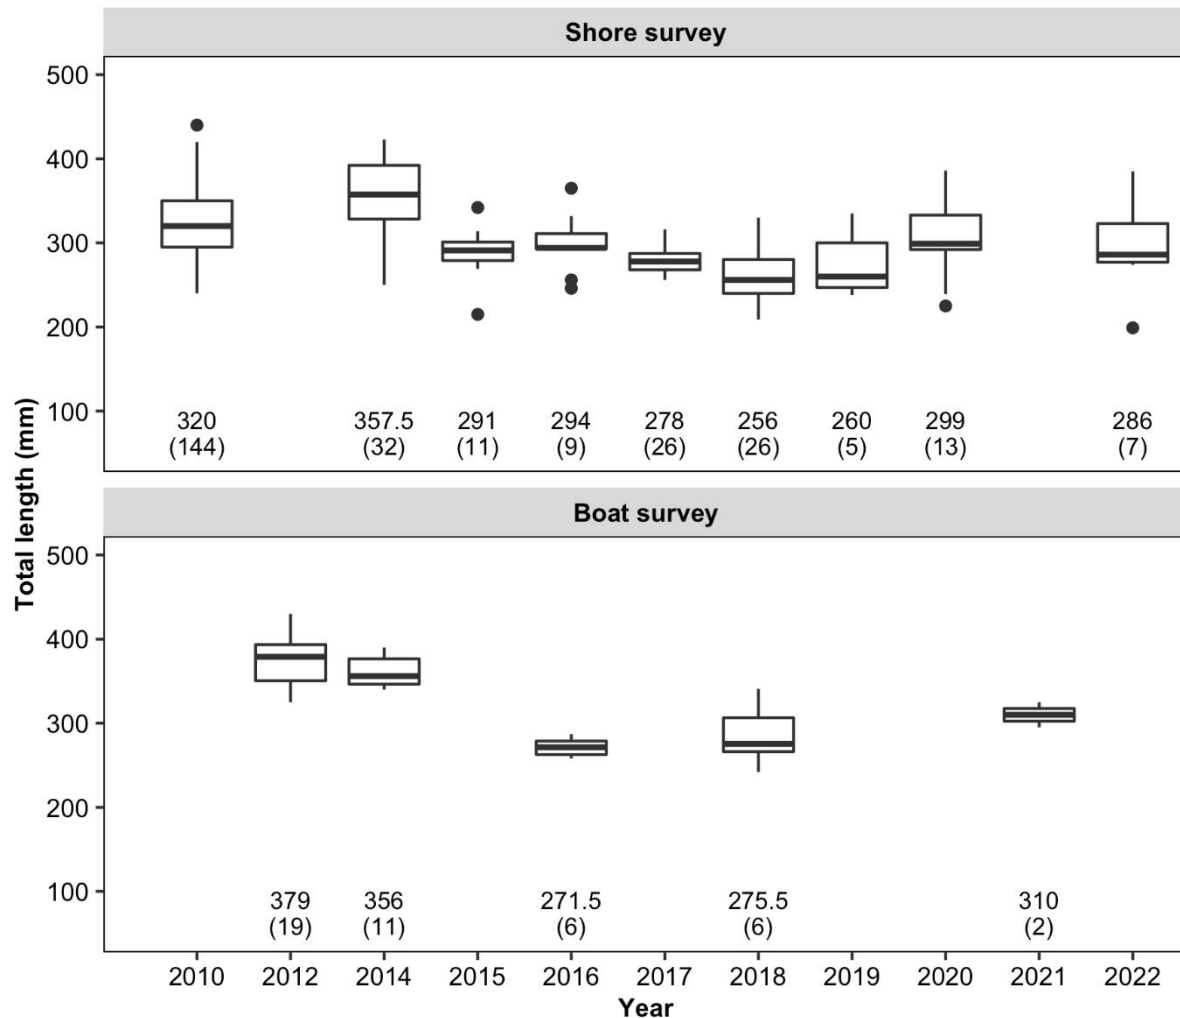 Shore survey
500
400
300
200
100
320 357.5 291 294 278 256 260 299 286
(144) (32) (11) (9) (26) (26) (5) (13) (7)
Total length (mm)
Boat survey
500
400
300
200
100
379 356 271.5 275.5 310
(19) (11) (6) (6) (2)
2010 2012 2014 2015 2016 2017 2018 2019 2020 2021 2022
Year